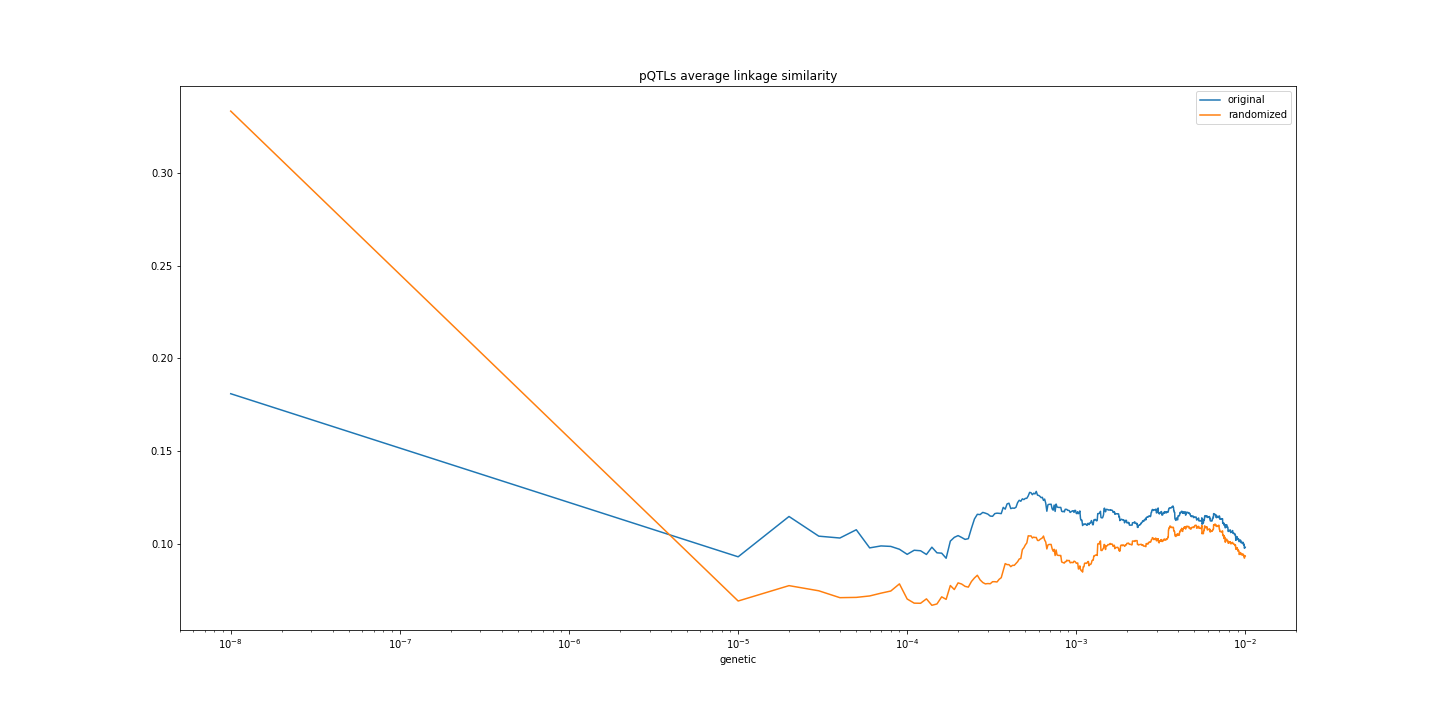 pQTLs average linkage similarity
original
randomized
0.30
0.25
0.20
0.15
0.10
10⁻⁸ 10⁻⁷ 10⁻⁶ 10⁻⁵ 10⁻⁴ 10⁻³ 10⁻²
genetic